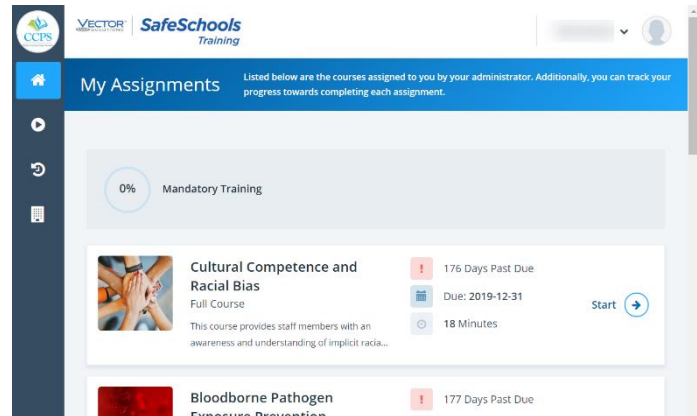 CCPS
VECTOR SafeSchools
SOLUTIONS Training
My Assignments
Listed below are the courses assigned to you by your administrator. Additionally, you can track your
progress towards completing each assignment.
0% Mandatory Training
Cultural Competence and
Racial Bias
Full Course
This course provides staff members with an
awareness and understanding of implicit racia...
! 176 Days Past Due
Due: 2019-12-31
18 Minutes
Start
Bloodborne Pathogen
Exposure Prevention
! 177 Days Past Due